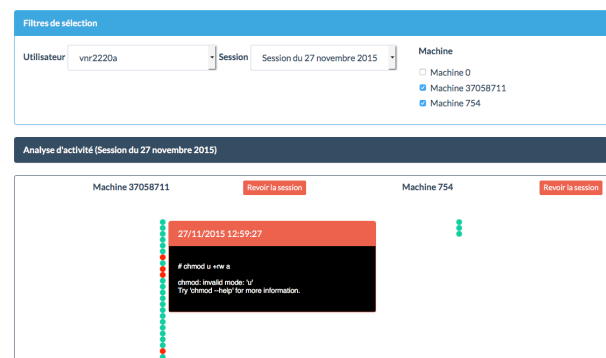 Filtres de sélection
Utilisateur vnr2220a Session Session du 27 novembre 2015 Machine
Machine 0
Machine 37058711
Machine 754
Analyse d'activité (Session du 27 novembre 2015)
Machine 37058711 Revoir la session Machine 754 Revoir la session
27/11/2015 12:59:27
# chmod u +rw a
chmod: invalid mode: 'u'
Try 'chmod --help' for more information.